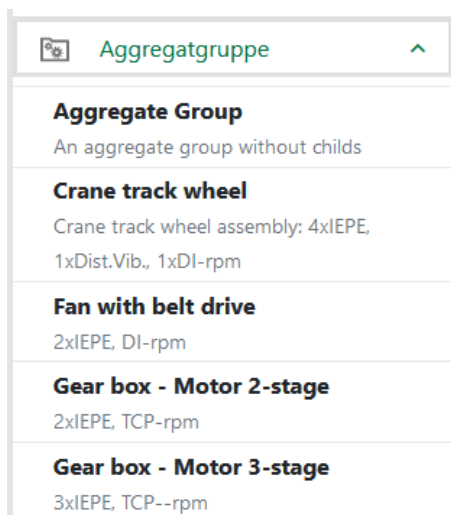 Aggregatgruppe
Aggregate Group
An aggregate group without childs
Crane track wheel
Crane track wheel assembly: 4xIEPE,
1xDist.Vib., 1xDI-rpm
Fan with belt drive
2xIEPE, DI-rpm
Gear box - Motor 2-stage
2xIEPE, TCP-rpm
Gear box - Motor 3-stage
3xIEPE, TCP--rpm